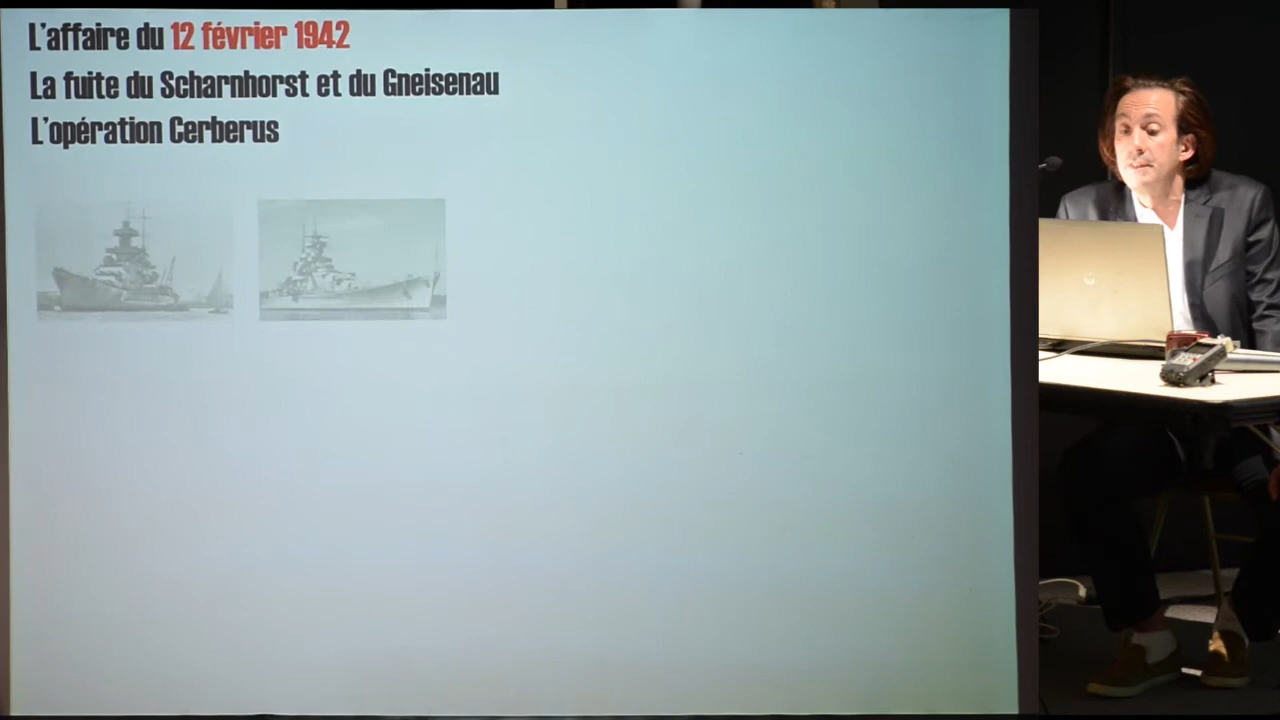 L'affaire du 12 février 1942
La fuite du Scharnhorst et du Gneisenau
L'opération Cerberus